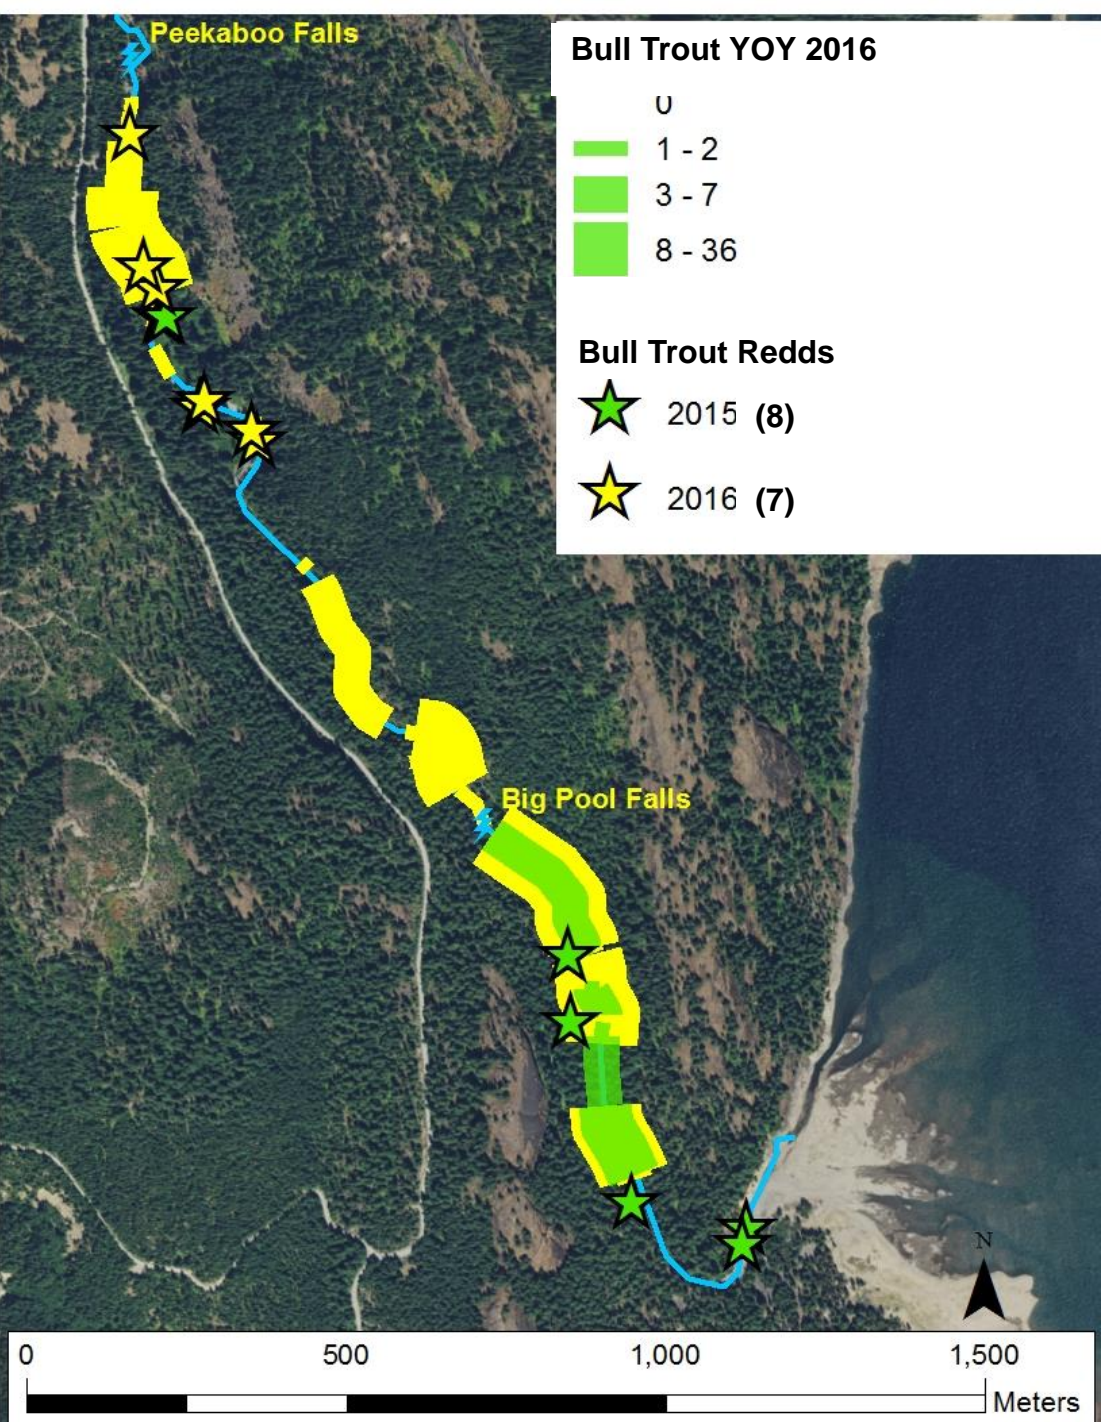 Peekaboo Falls
Bull Trout YOY 2016
0
1 - 2
3 - 7
8 - 36
Bull Trout Redds
2015 (8)
2016 (7)
Big Pool Falls
N
0 500 1,000 1,500
Meters